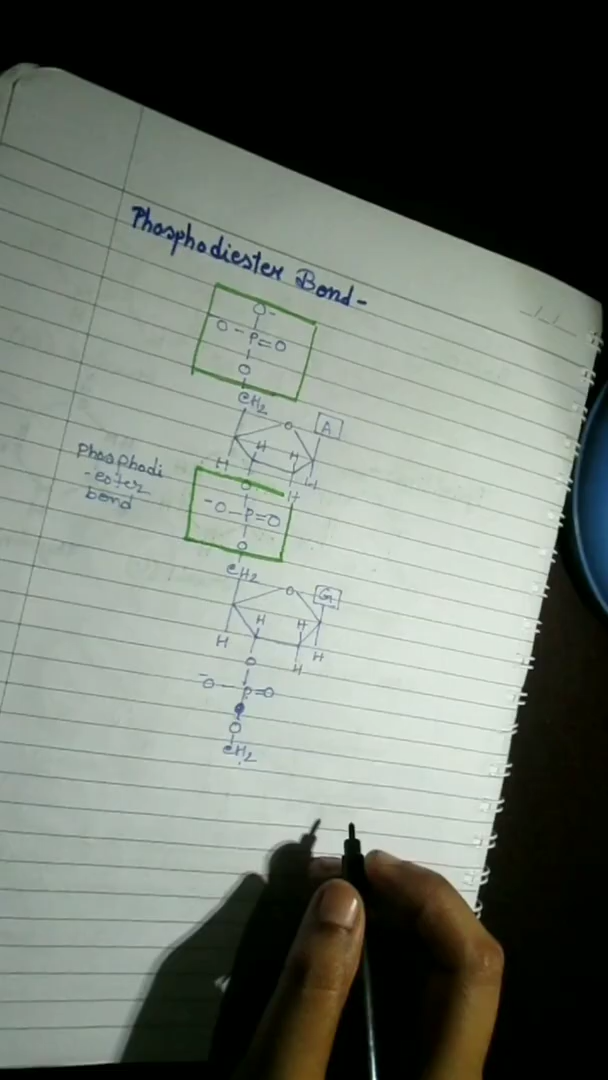 Phosphodiester Bond-
O-
O-P=O
O
CH2
O A
H H
H H
phosphodi
-ester
bond
O H
-O-P=O
O
CH2
O G
H H
H H
H
O
-O-P=O
O
CH2